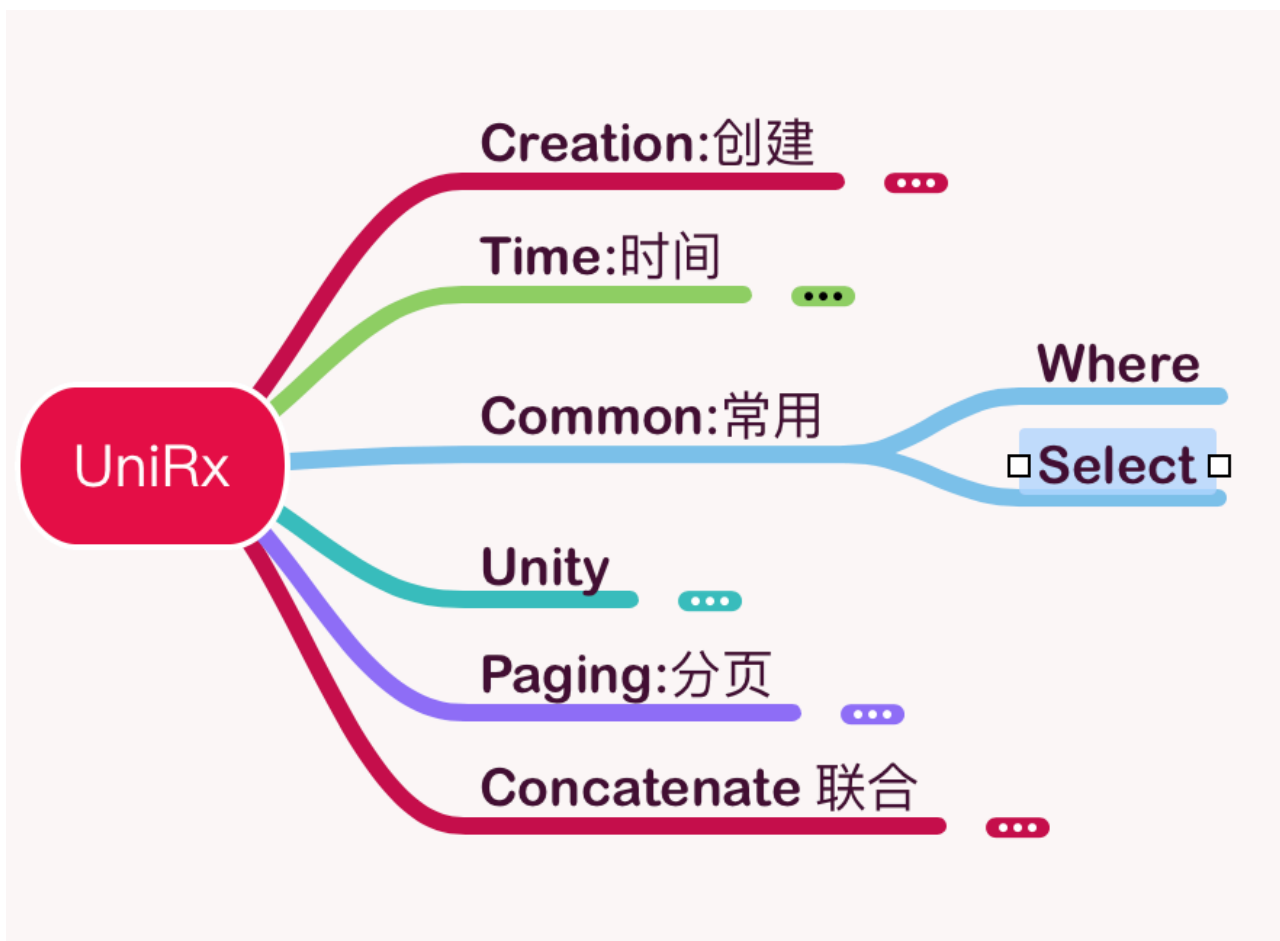 Creation:创建
Time:时间
Where
Common:常用
UniRx
Select
Unity
Paging:分页
Concatenate 联合